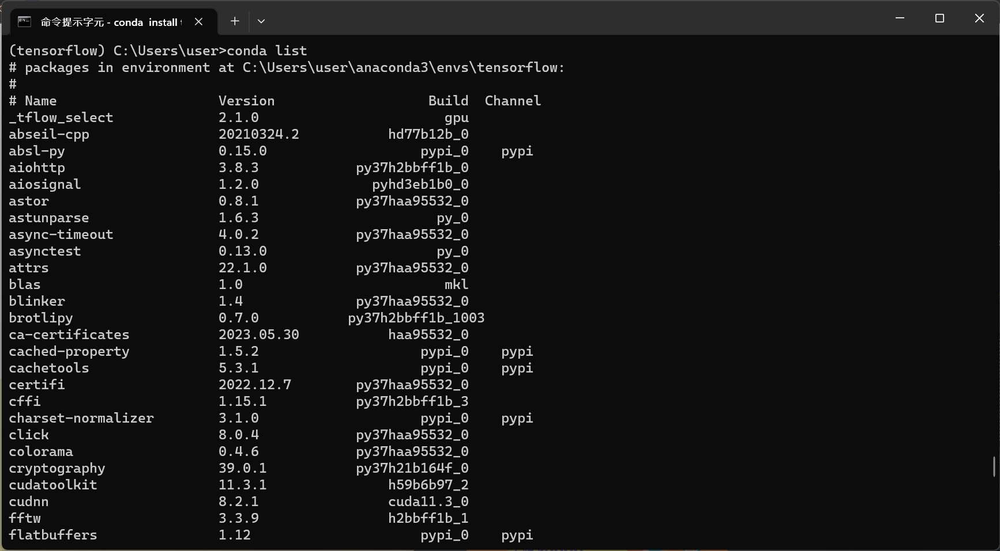 命令提示字元 - conda  install
(tensorflow) C:\Users\user>conda list
# packages in environment at C:\Users\user\anaconda3\envs\tensorflow:
#
# Name                    Version                   Build  Channel
_tflow_select             2.1.0                       gpu
abseil-cpp                20210324.2           hd77b12b_0
absl-py                   0.15.0                   pypi_0    pypi
aiohttp                   3.8.3            py37h2bbff1b_0
aiosignal                 1.2.0              pyhd3eb1b0_0
astor                     0.8.1            py37haa95532_0
astunparse                1.6.3                      py_0
async-timeout             4.0.2            py37haa95532_0
asynctest                 0.13.0                     py_0
attrs                     22.1.0           py37haa95532_0
blas                      1.0                         mkl
blinker                   1.4              py37haa95532_0
brotlipy                  0.7.0           py37h2bbff1b_1003
ca-certificates           2023.05.30           haa95532_0
cached-property           1.5.2                    pypi_0    pypi
cachetools                5.3.1                    pypi_0    pypi
certifi                   2022.12.7        py37haa95532_0
cffi                      1.15.1           py37h2bbff1b_3
charset-normalizer        3.1.0                    pypi_0    pypi
click                     8.0.4            py37haa95532_0
colorama                  0.4.6            py37haa95532_0
cryptography              39.0.1           py37h21b164f_0
cudatoolkit               11.3.1               h59b6b97_2
cudnn                     8.2.1                cuda11.3_0
fftw                      3.3.9                h2bbff1b_1
flatbuffers               1.12                     pypi_0    pypi